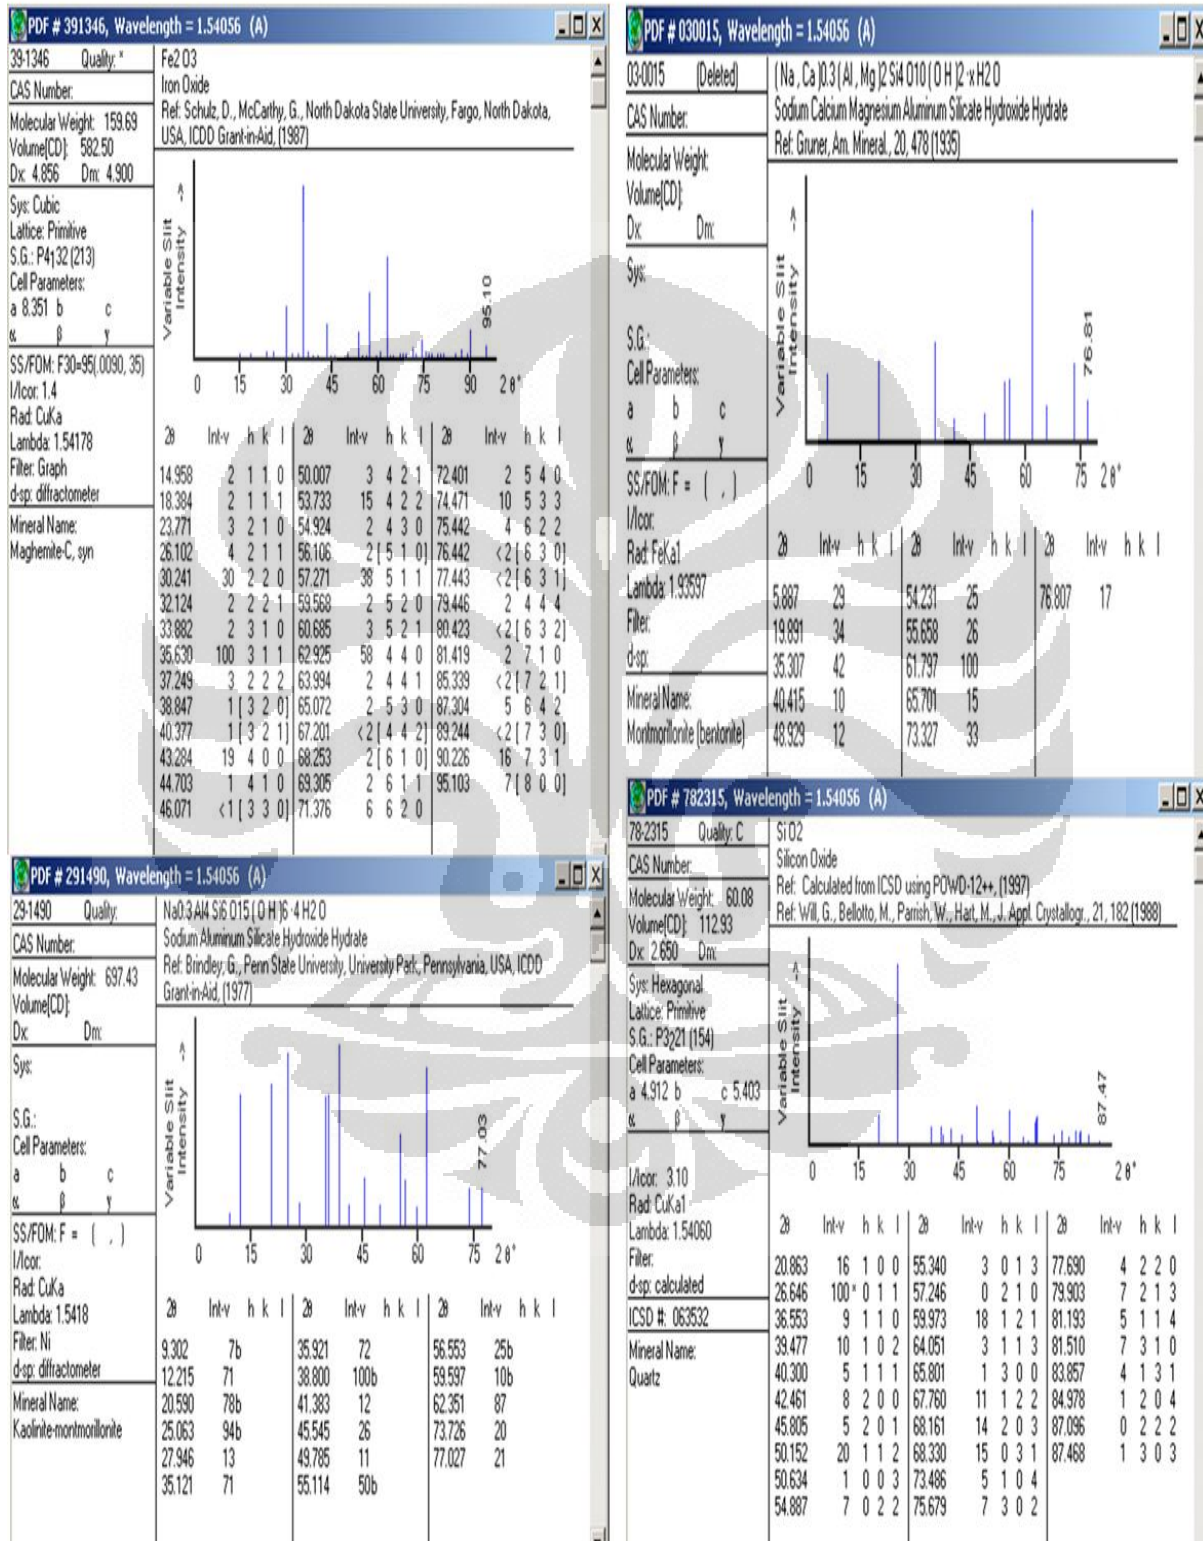 PDF # 391346, Wavelength = 1.54056 (A)
39-1346 Quality: *
CAS Number:
Molecular Weight: 159.69
Volume[CD]: 582.50
Dx: 4.856 Dm: 4.900
Sys: Cubic
Lattice: Primitive
S.G.: P4132 (213)
Cell Parameters:
a 8.351 b c
α β γ
SS/FOM: F30=95(.0090, 35)
I/Icor: 1.4
Rad: CuKa
Lambda: 1.54178
Filter: Graph
d-sp: diffractometer
Mineral Name:
Maghemite-C, syn
Fe2 O3
Iron Oxide
Ref: Schulz, D., McCarthy, G., North Dakota State University, Fargo, North Dakota,
USA, ICDD Grant-in-Aid, (1987)
Variable Slit
Intensity ->
95.10
0 15 30 45 60 75 90 2θ°
2θ Int-v h k l 2θ Int-v h k l 2θ Int-v h k l
14.958 2 1 1 0 50.007 3 4 2 1 72.401 2 5 4 0
18.384 2 1 1 1 53.733 15 4 2 2 74.471 10 5 3 3
23.771 3 2 1 0 54.924 2 4 3 0 75.442 4 6 2 2
26.102 4 2 1 1 56.106 2 [ 5 1 0] 76.442 <2 [ 6 3 0]
30.241 30 2 2 0 57.271 38 5 1 1 77.443 <2 [ 6 3 1]
32.124 2 2 2 1 59.568 2 5 2 0 79.446 2 4 4 4
33.882 2 3 1 0 60.685 3 5 2 1 80.423 <2 [ 6 3 2]
35.630 100 3 1 1 62.925 58 4 4 0 81.419 2 7 1 0
37.249 3 2 2 2 63.994 2 4 4 1 85.339 <2 [ 7 2 1]
38.847 1 [ 3 2 0] 65.072 2 5 3 0 87.304 5 6 4 2
40.377 1 [ 3 2 1] 67.201 <2 [ 4 4 2] 89.244 <2 [ 7 3 0]
43.284 19 4 0 0 68.253 2 [ 6 1 0] 90.226 16 7 3 1
44.703 1 4 1 0 69.305 2 6 1 1 95.103 7 [ 8 0 0]
46.071 <1 [ 3 3 0] 71.376 6 6 2 0
PDF # 030015, Wavelength = 1.54056 (A)
03-0015 (Deleted)
CAS Number:
Molecular Weight:
Volume[CD]:
Dx: Dm:
Sys:
S.G.:
Cell Parameters:
a b c
α β γ
SS/FOM: F = ( , )
I/Icor:
Rad: FeKa1
Lambda: 1.93597
Filter:
d-sp:
Mineral Name:
Montmorillonite (bentonite)
( Na , Ca )0.3 ( Al , Mg )2 Si4 O10 ( O H )2 ·x H2 O
Sodium Calcium Magnesium Aluminum Silicate Hydroxide Hydrate
Ref: Gruner, Am. Mineral., 20, 478 (1935)
Variable Slit
Intensity ->
76.81
0 15 30 45 60 75 2θ°
2θ Int-v h k l 2θ Int-v h k l 2θ Int-v h k l
5.887 29 54.231 25 76.807 17
19.891 34 55.658 26
35.307 42 61.797 100
40.415 10 65.701 15
48.929 12 73.327 33
PDF # 291490, Wavelength = 1.54056 (A)
29-1490 Quality:
CAS Number:
Molecular Weight: 697.43
Volume[CD]:
Dx: Dm:
Sys:
S.G.:
Cell Parameters:
a b c
α β γ
SS/FOM: F = ( , )
I/Icor:
Rad: CuKa
Lambda: 1.5418
Filter: Ni
d-sp: diffractometer
Mineral Name:
Kaolinite-montmorillonite
Na0.3 Al4 Si6 O15 ( O H )6 ·4 H2 O
Sodium Aluminum Silicate Hydroxide Hydrate
Ref: Brindley, G., Penn State University, University Park, Pennsylvania, USA, ICDD
Grant-in-Aid, (1977)
Variable Slit
Intensity ->
77.03
0 15 30 45 60 75 2θ°
2θ Int-v h k l 2θ Int-v h k l 2θ Int-v h k l
9.302 7b 35.921 72 56.553 25b
12.215 71 38.800 100b 59.597 10b
20.590 78b 41.383 12 62.351 87
25.063 94b 45.545 26 73.726 20
27.946 13 49.785 11 77.027 21
35.121 71 55.114 50b
PDF # 782315, Wavelength = 1.54056 (A)
78-2315 Quality: C
CAS Number:
Molecular Weight: 60.08
Volume[CD]: 112.93
Dx: 2.650 Dm:
Sys: Hexagonal
Lattice: Primitive
S.G.: P3221 (154)
Cell Parameters:
a 4.912 b c 5.403
α β γ
I/Icor: 3.10
Rad: CuKa1
Lambda: 1.54060
Filter:
d-sp: calculated
ICSD #: 063532
Mineral Name:
Quartz
Si O2
Silicon Oxide
Ref: Calculated from ICSD using POWD-12++, (1997)
Ref: Will, G., Bellotto, M., Parrish, W., Hart, M., J. Appl. Crystallogr., 21, 182 (1988)
Variable Slit
Intensity ->
87.47
0 15 30 45 60 75 2θ°
2θ Int-v h k l 2θ Int-v h k l 2θ Int-v h k l
20.863 16 1 0 0 55.340 3 0 1 3 77.690 4 2 2 0
26.646 100* 0 1 1 57.246 0 2 1 0 79.903 7 2 1 3
36.553 9 1 1 0 59.973 18 1 2 1 81.193 5 1 1 4
39.477 10 1 0 2 64.051 3 1 1 3 81.510 7 3 1 0
40.300 5 1 1 1 65.801 1 3 0 0 83.857 4 1 3 1
42.461 8 2 0 0 67.760 11 1 2 2 84.978 1 2 0 4
45.805 5 2 0 1 68.161 14 2 0 3 87.096 0 2 2 2
50.152 20 1 1 2 68.330 15 0 3 1 87.468 1 3 0 3
50.634 1 0 0 3 73.486 5 1 0 4
54.887 7 0 2 2 75.679 7 3 0 2